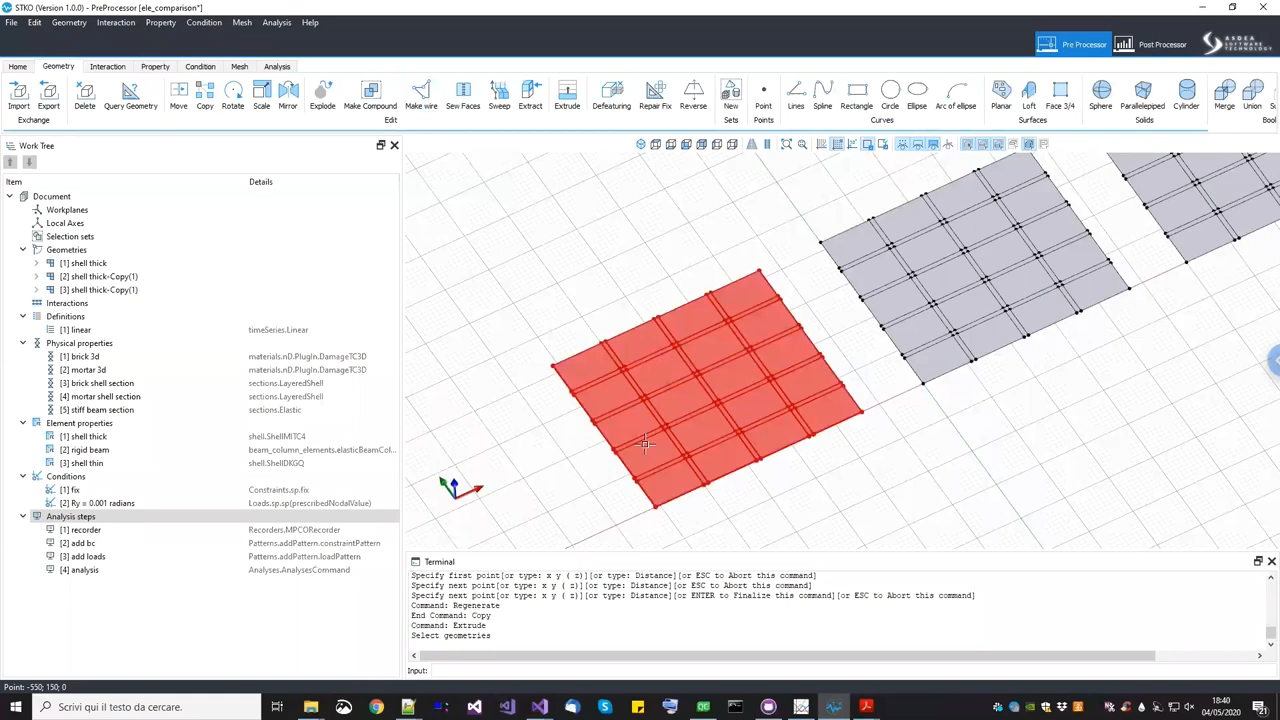 STKO (Version 1.0.0) - PreProcessor [ele_comparison*]
File Edit Geometry Interaction Property Condition Mesh Analysis Help
Pre Processor Post Processor ASDEA SOFTWARE TECHNOLOGY
Home Geometry Interaction Property Condition Mesh Analysis
Import Export Delete Query Geometry Move Copy Rotate Scale Mirror Explode Make Compound Make wire Sew Faces Sweep Extract Extrude Defeaturing Repair Fix Reverse New Point Lines Spline Rectangle Circle Ellipse Arc of ellipse Planar Loft Face 3/4 Sphere Parallelepiped Cylinder Merge Union
Exchange Edit Sets Points Curves Surfaces Solids
Work Tree
Item Details
Document
Workplanes
Local Axes
Selection sets
Geometries
[1] shell thick
[2] shell thick-Copy(1)
[3] shell thick-Copy(1)
Interactions
Definitions
[1] linear timeSeries.Linear
Physical properties
[1] brick 3d materials.nD.PlugIn.DamageTC3D
[2] mortar 3d materials.nD.PlugIn.DamageTC3D
[3] brick shell section sections.LayeredShell
[4] mortar shell section sections.LayeredShell
[5] stiff beam section sections.Elastic
Element properties
[1] shell thick shell.ShellMITC4
[2] rigid beam beam_column_elements.elasticBeamCol...
[3] shell thin shell.ShellDKGQ
Conditions
[1] fix Constraints.sp.fix
[2] Ry = 0.001 radians Loads.sp.sp(prescribedNodalValue)
Analysis steps
[1] recorder Recorders.MPCORecorder
[2] add bc Patterns.addPattern.constraintPattern
[3] add loads Patterns.addPattern.loadPattern
[4] analysis Analyses.AnalysesCommand
Terminal
Specify first point[or type: x y ( z)][or type: Distance][or ESC to Abort this command]
Specify next point[or type: x y ( z)][or type: Distance][or ESC to Abort this command]
Specify next point[or type: x y ( z)][or type: Distance][or ENTER to Finalize this command][or ESC to Abort this command]
Command: Regenerate
End Command: Copy
Command: Extrude
Select geometries
Input:
Point: -550; 150; 0
Scrivi qui il testo da cercare.
18:40
04/05/2020